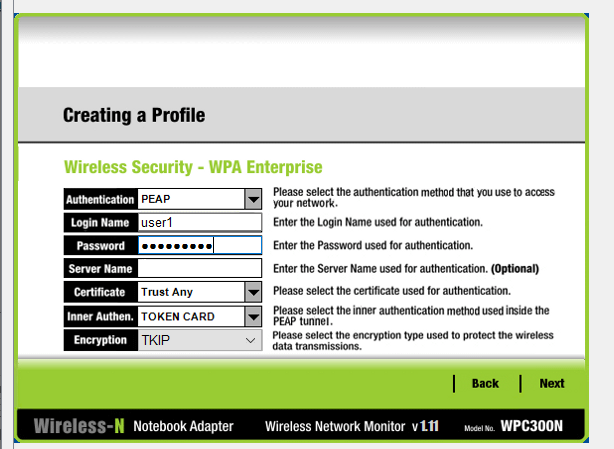 Creating a Profile
Wireless Security - WPA Enterprise
Authentication PEAP Please select the authentication method that you use to access
your network.
Login Name user1 Enter the Login Name used for authentication.
Password ●●●●●●●●● Enter the Password used for authentication.
Server Name Enter the Server Name used for authentication. (Optional)
Certificate Trust Any Please select the certificate used for authentication.
Inner Authen. TOKEN CARD Please select the inner authentication method used inside the
PEAP tunnel.
Encryption TKIP Please select the encryption type used to protect the wireless
data transmissions.
Back Next
Wireless-N Notebook Adapter Wireless Network Monitor v 1.11 Model No. WPC300N